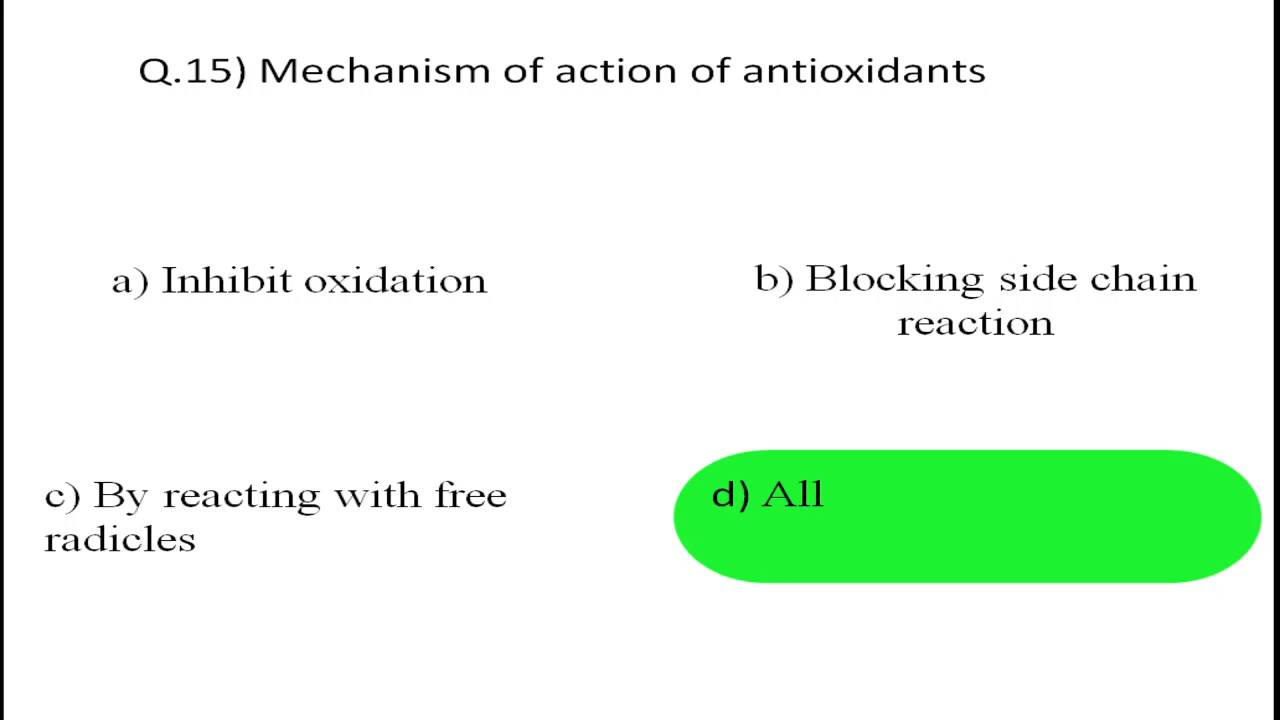 Q.15) Mechanism of action of antioxidants
a) Inhibit oxidation
b) Blocking side chain
reaction
c) By reacting with free
radicles
d) All